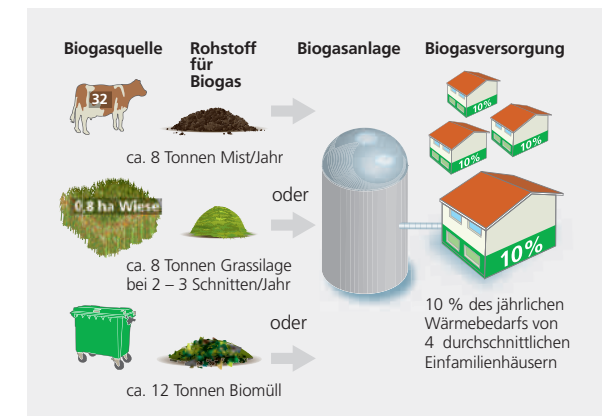 Biogasquelle
Rohstoff
für
Biogas
Biogasanlage
Biogasversorgung
32
ca. 8 Tonnen Mist/Jahr
10%
10%
10%
oder
0,8 ha Wiese
10%
ca. 8 Tonnen Grassilage
bei 2 – 3 Schnitten/Jahr
oder
ca. 12 Tonnen Biomüll
10 % des jährlichen
Wärmebedarfs von
4 durchschnittlichen
Einfamilienhäusern